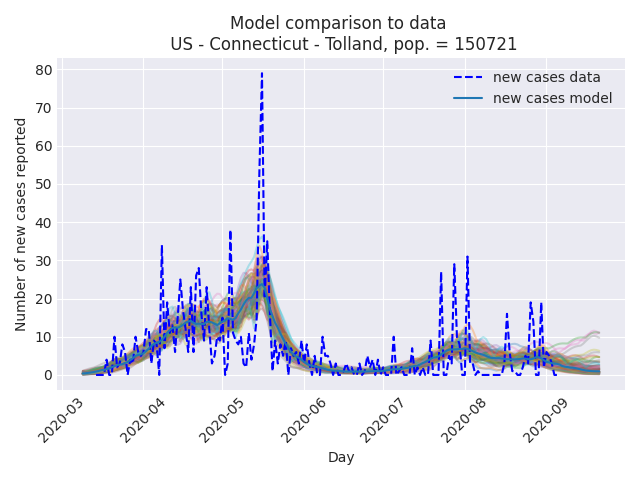 Model comparison to data
US - Connecticut - Tolland, pop. = 150721
80
70
60
50
40
30
20
10
0
Number of new cases reported
new cases data
new cases model
2020-03
2020-04
2020-05
2020-06
2020-07
2020-08
2020-09
Day